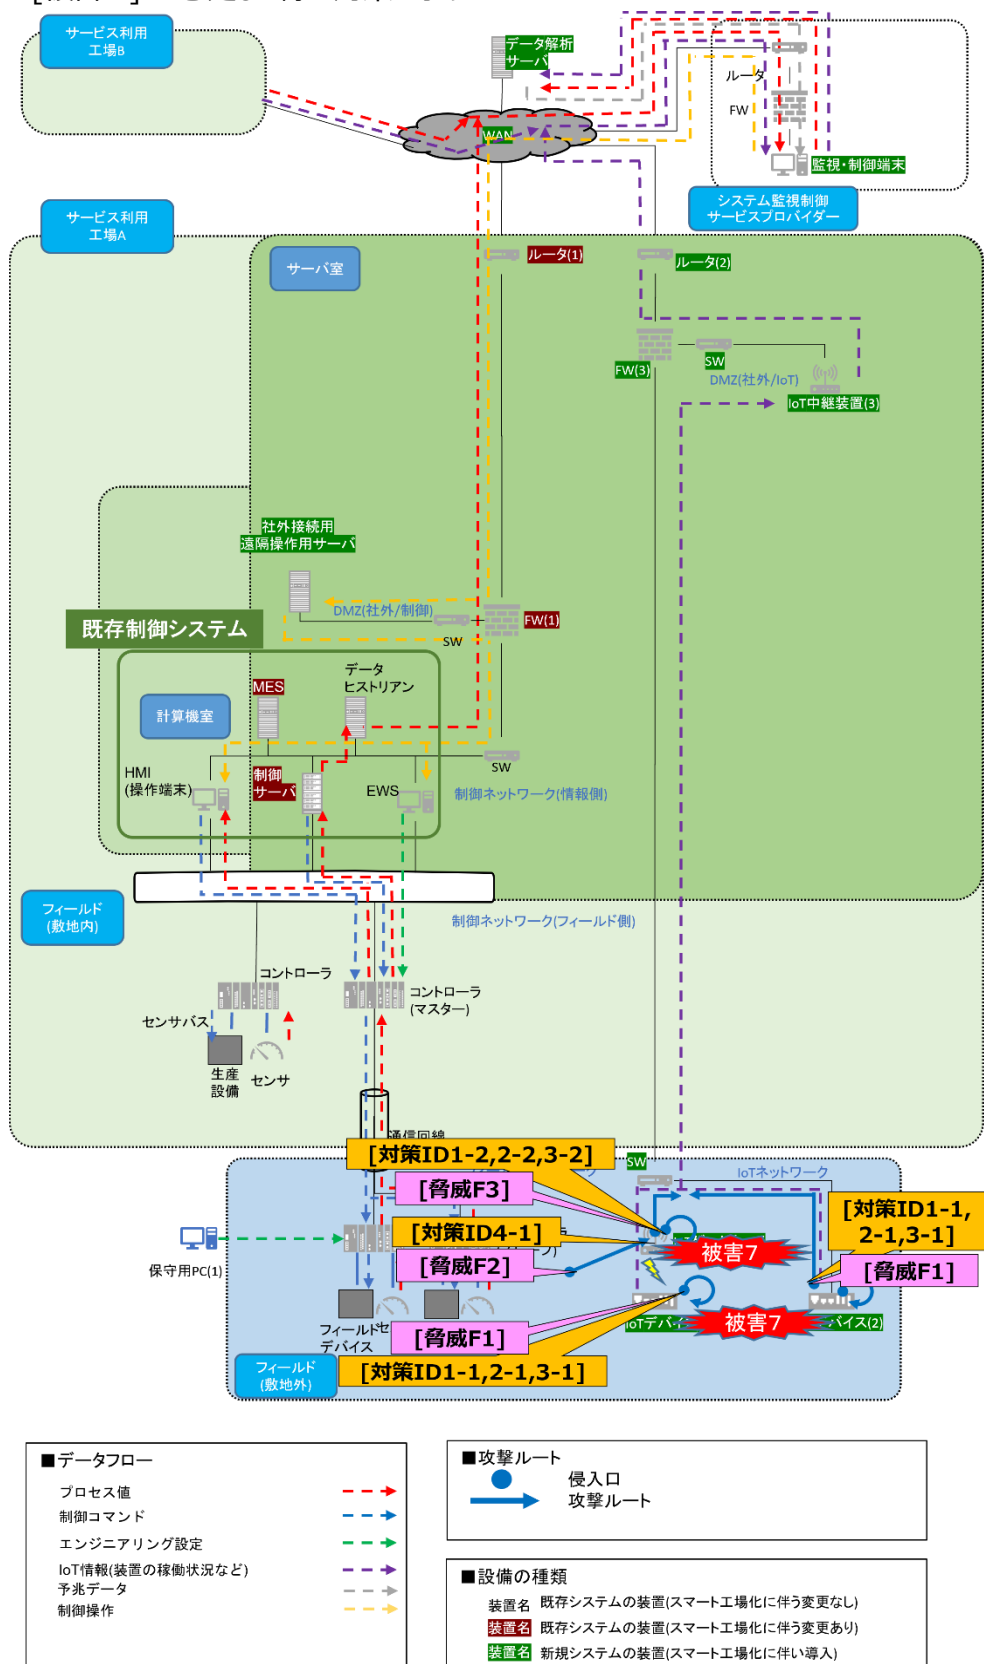 サービス利用
工場B
データ解析
サーバ
ルータ
FW
WAN
監視・制御端末
システム監視制御
サービスプロバイダー
サービス利用
工場A
サーバ室
ルータ(1)
ルータ(2)
FW(3)
SW
DMZ(社外/IoT)
IoT中継装置(3)
社外接続用
遠隔操作用サーバ
DMZ(社外/制御)
FW(1)
SW
既存制御システム
データ
ヒストリアン
MES
計算機室
SW
HMI
(操作端末)
制御
サーバ
EWS
制御ネットワーク(情報側)
フィールド
(敷地内)
制御ネットワーク(フィールド側)
コントローラ
コントローラ
(マスター)
センサバス
生産
設備
センサ
通信回線
[対策ID1-2,2-2,3-2]
SW
IoTネットワーク
[脅威F3]
[対策ID1-1,
2-1,3-1]
[対策ID4-1]
被害7
[脅威F2]
[脅威F1]
保守用PC(1)
フィールド
デバイス
セ
IoTデバイ
被害7
バイス(2)
[脅威F1]
[対策ID1-1,2-1,3-1]
フィールド
(敷地外)
■データフロー
プロセス値
制御コマンド
エンジニアリング設定
IoT情報(装置の稼働状況など)
予兆データ
制御操作
■攻撃ルート
侵入口
攻撃ルート
■設備の種類
装置名 既存システムの装置(スマート工場化に伴う変更なし)
装置名 既存システムの装置(スマート工場化に伴う変更あり)
装置名 新規システムの装置(スマート工場化に伴い導入)